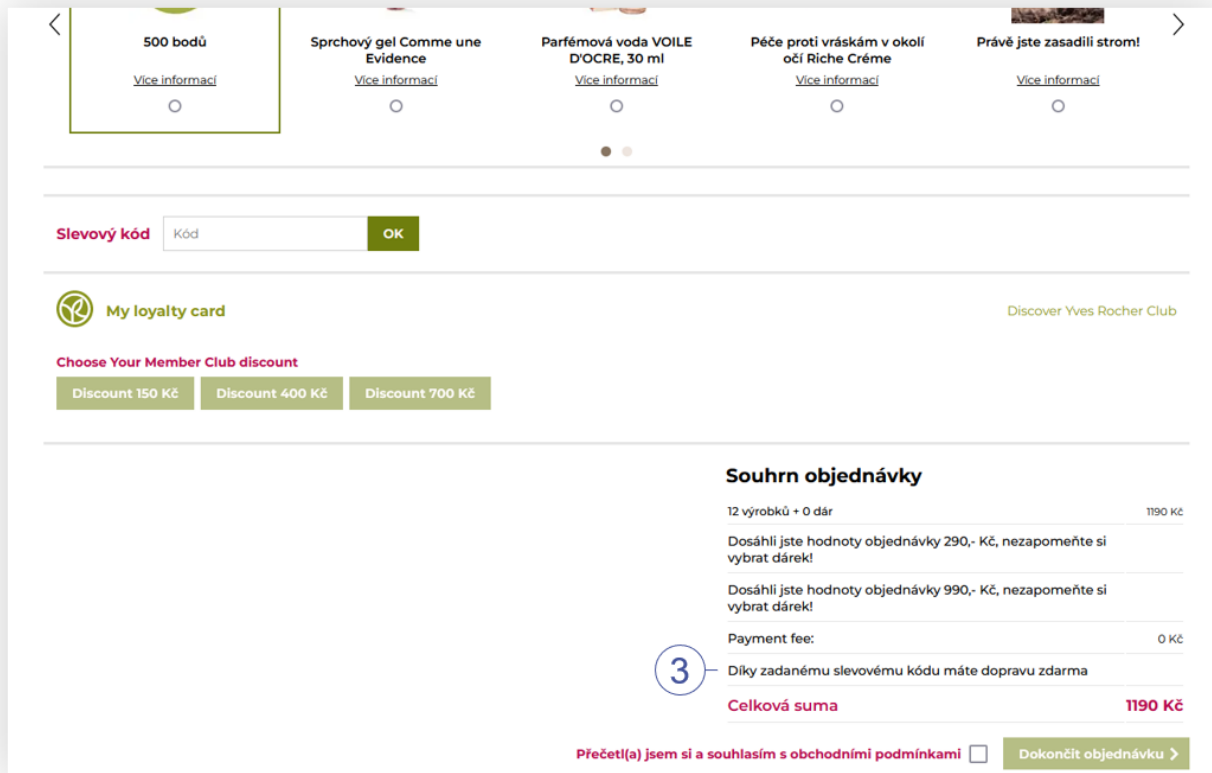 500 bodů
Sprchový gel Comme une
Evidence
Parfémová voda VOILE
D'OCRE, 30 ml
Péče proti vráskám v okolí
očí Riche Créme
Právě jste zasadili strom!
Více informací
Více informací
Více informací
Více informací
Více informací
Slevový kód
Kód
OK
My loyalty card
Discover Yves Rocher Club
Choose Your Member Club discount
Discount 150 Kč
Discount 400 Kč
Discount 700 Kč
Souhrn objednávky
12 výrobků + 0 dár 1190 Kč
Dosáhli jste hodnoty objednávky 290,- Kč, nezapomeňte si
vybrat dárek!
Dosáhli jste hodnoty objednávky 990,- Kč, nezapomeňte si
vybrat dárek!
Payment fee: 0 Kč
3
Díky zadanému slevovému kódu máte dopravu zdarma
Celková suma 1190 Kč
Přečetl(a) jsem si a souhlasím s obchodními podmínkami
Dokončit objednávku